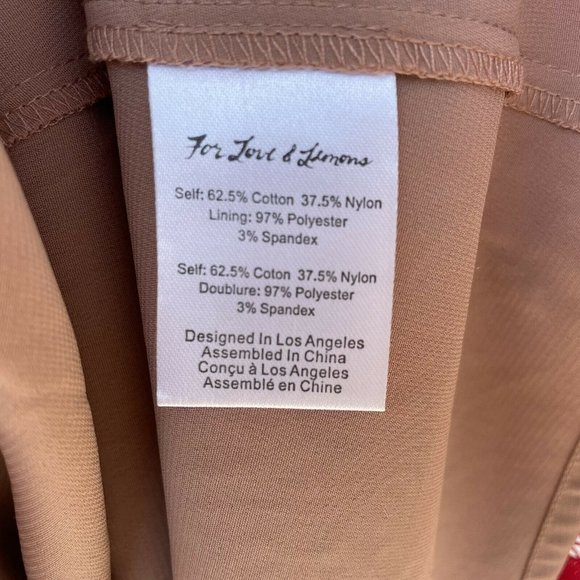 For Love & Lemons
Self: 62.5% Cotton 37.5% Nylon
Lining: 97% Polyester
3% Spandex
Self: 62.5% Coton 37.5% Nylon
Doublure: 97% Polyester
3% Spandex
Designed In Los Angeles
Assembled In China
Conçu à Los Angeles
Assemblé en Chine